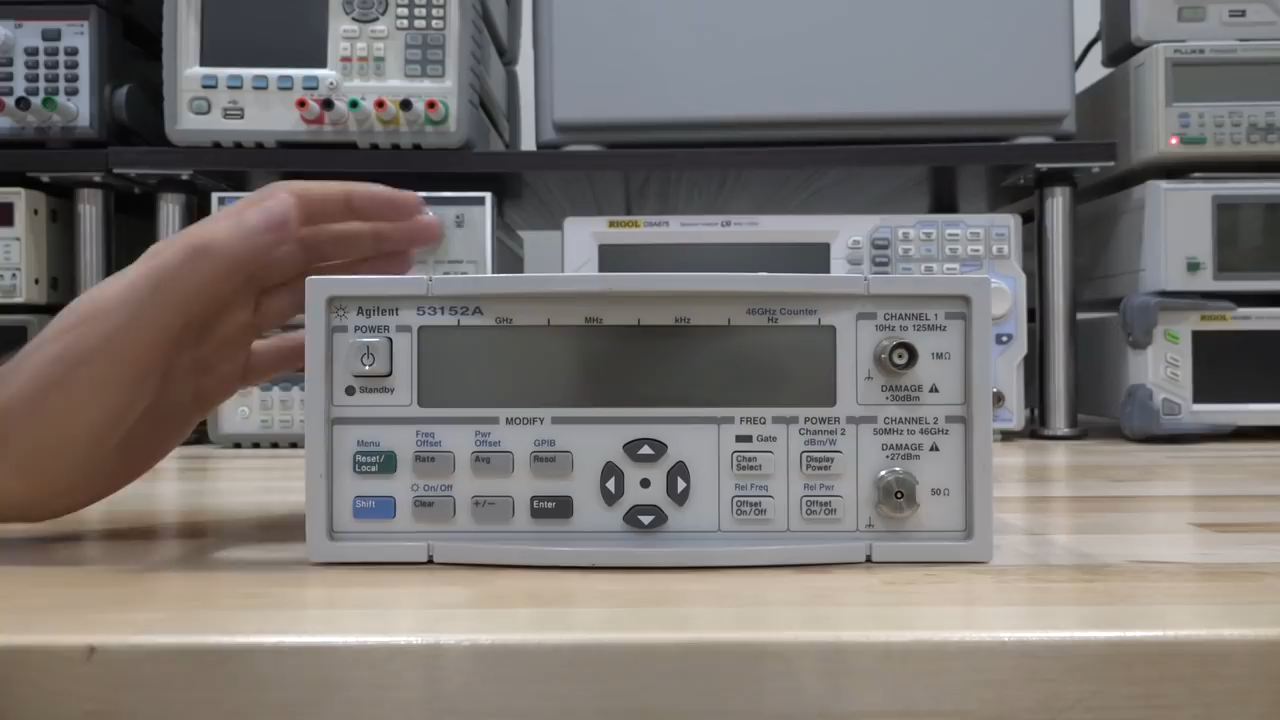 FLUKE
RIGOL DSA875
RIGOL
Agilent 53152A
46GHz Counter
GHz MHz kHz Hz
POWER
Standby
CHANNEL 1
10Hz to 125MHz
1MΩ
DAMAGE
+30dBm
MODIFY
Menu
Reset/
Local
Freq
Offset
Rate
Pwr
Offset
Avg
GPIB
Resol
Shift
On/Off
Clear
+/−
Enter
FREQ
Gate
Chan
Select
Rel Freq
Offset
On/Off
POWER
Channel 2
dBm/W
Display
Power
Rel Pwr
Offset
On/Off
CHANNEL 2
50MHz to 46GHz
DAMAGE
+27dBm
50 Ω